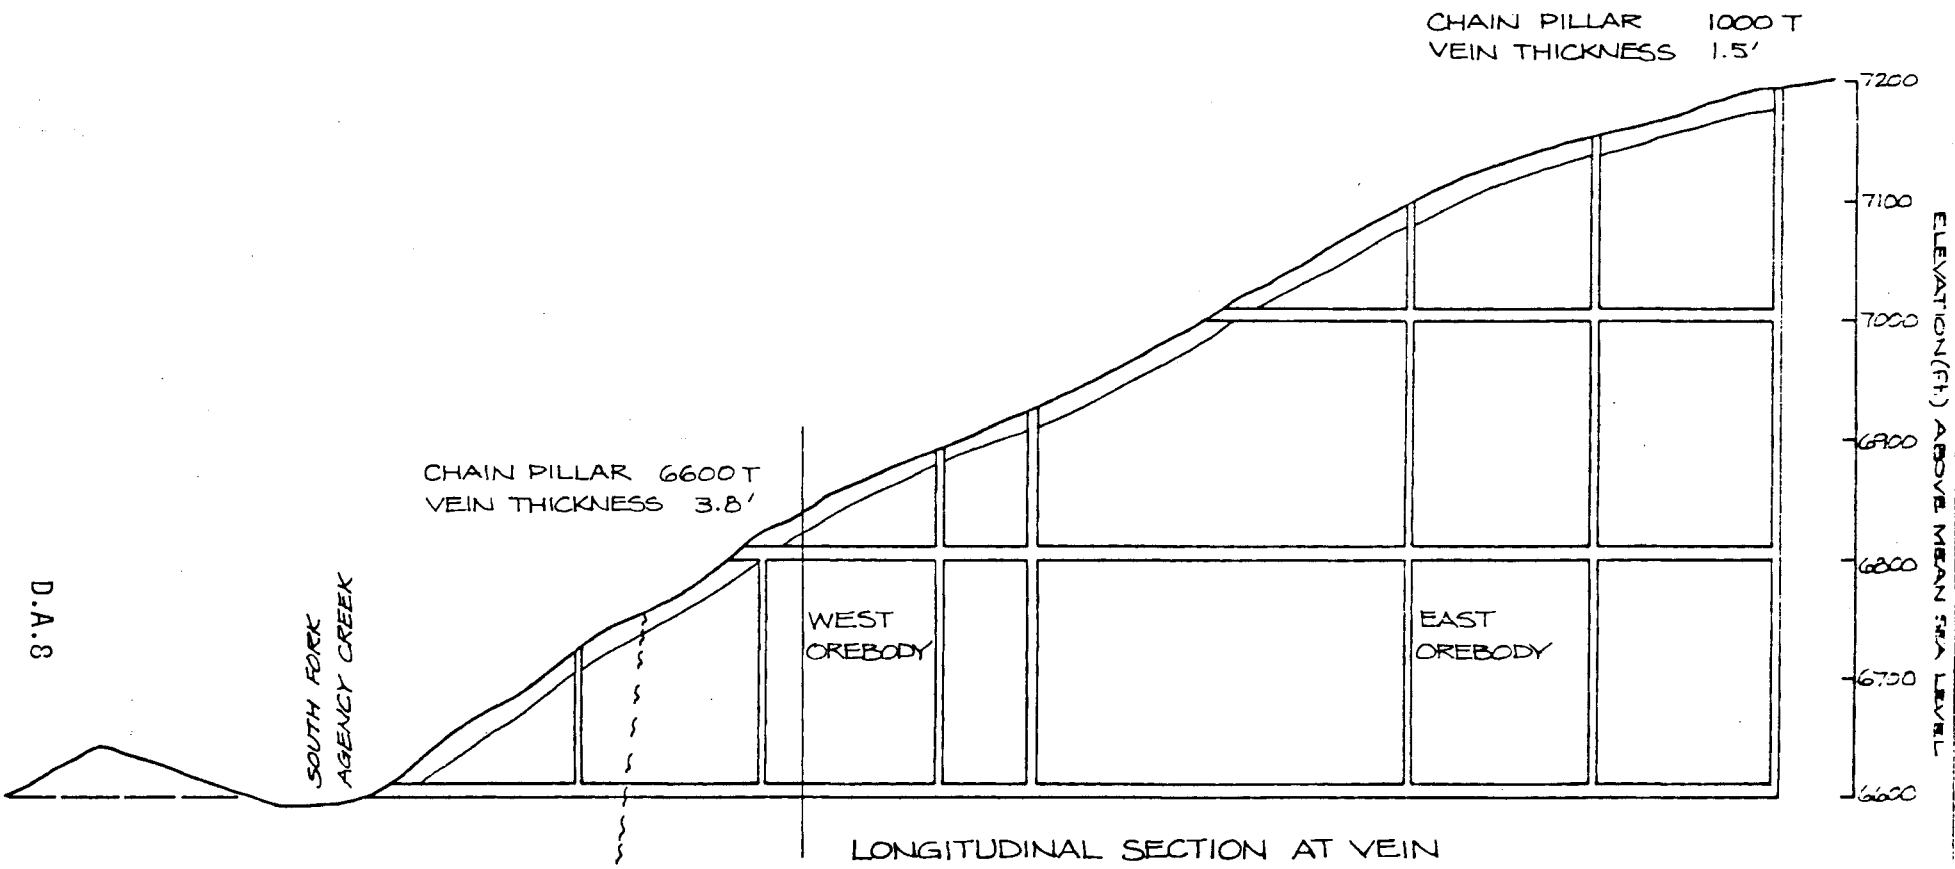 CHAIN PILLAR 1000 T
VEIN THICKNESS 1.5'
7200
7100
7000
6900
6800
6700
6600
ELEVATION (Ft.) ABOVE MEAN SEA LEVEL
CHAIN PILLAR 6600 T
VEIN THICKNESS 3.8'
WEST
OREBODY
EAST
OREBODY
SOUTH FORK
AGENCY CREEK
D.A.8
LONGITUDINAL SECTION AT VEIN